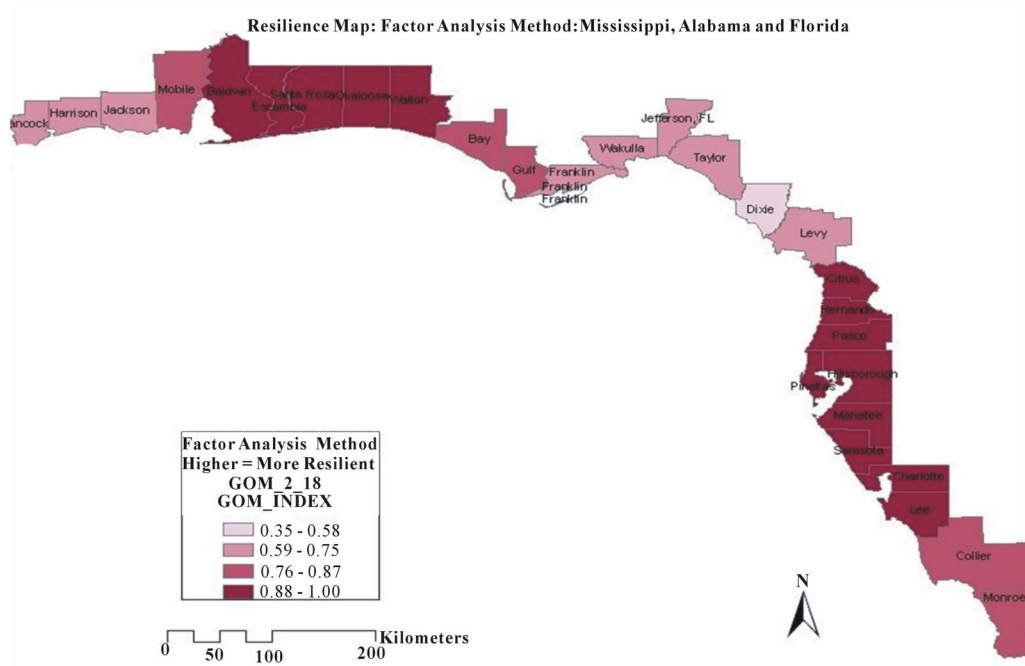 Resilience Map: Factor Analysis Method: Mississippi, Alabama and Florida
Mobile
Baldwin
Santa Rosa
Okaloosa
Walton
Escambia
ancock
Harrison
Jackson
Bay
Gulf
Franklin
Franklin
Franklin
Wakulla
Jefferson, FL
Taylor
Dixie
Levy
Citrus
Hernando
Pasco
Hillsborough
Pinellas
Manatee
Sarasota
Charlotte
Lee
Collier
Monroe
Factor Analysis Method
Higher = More Resilient
GOM_2_18
GOM_INDEX
0.35 - 0.58
0.59 - 0.75
0.76 - 0.87
0.88 - 1.00
N
Kilometers
0 50 100 200